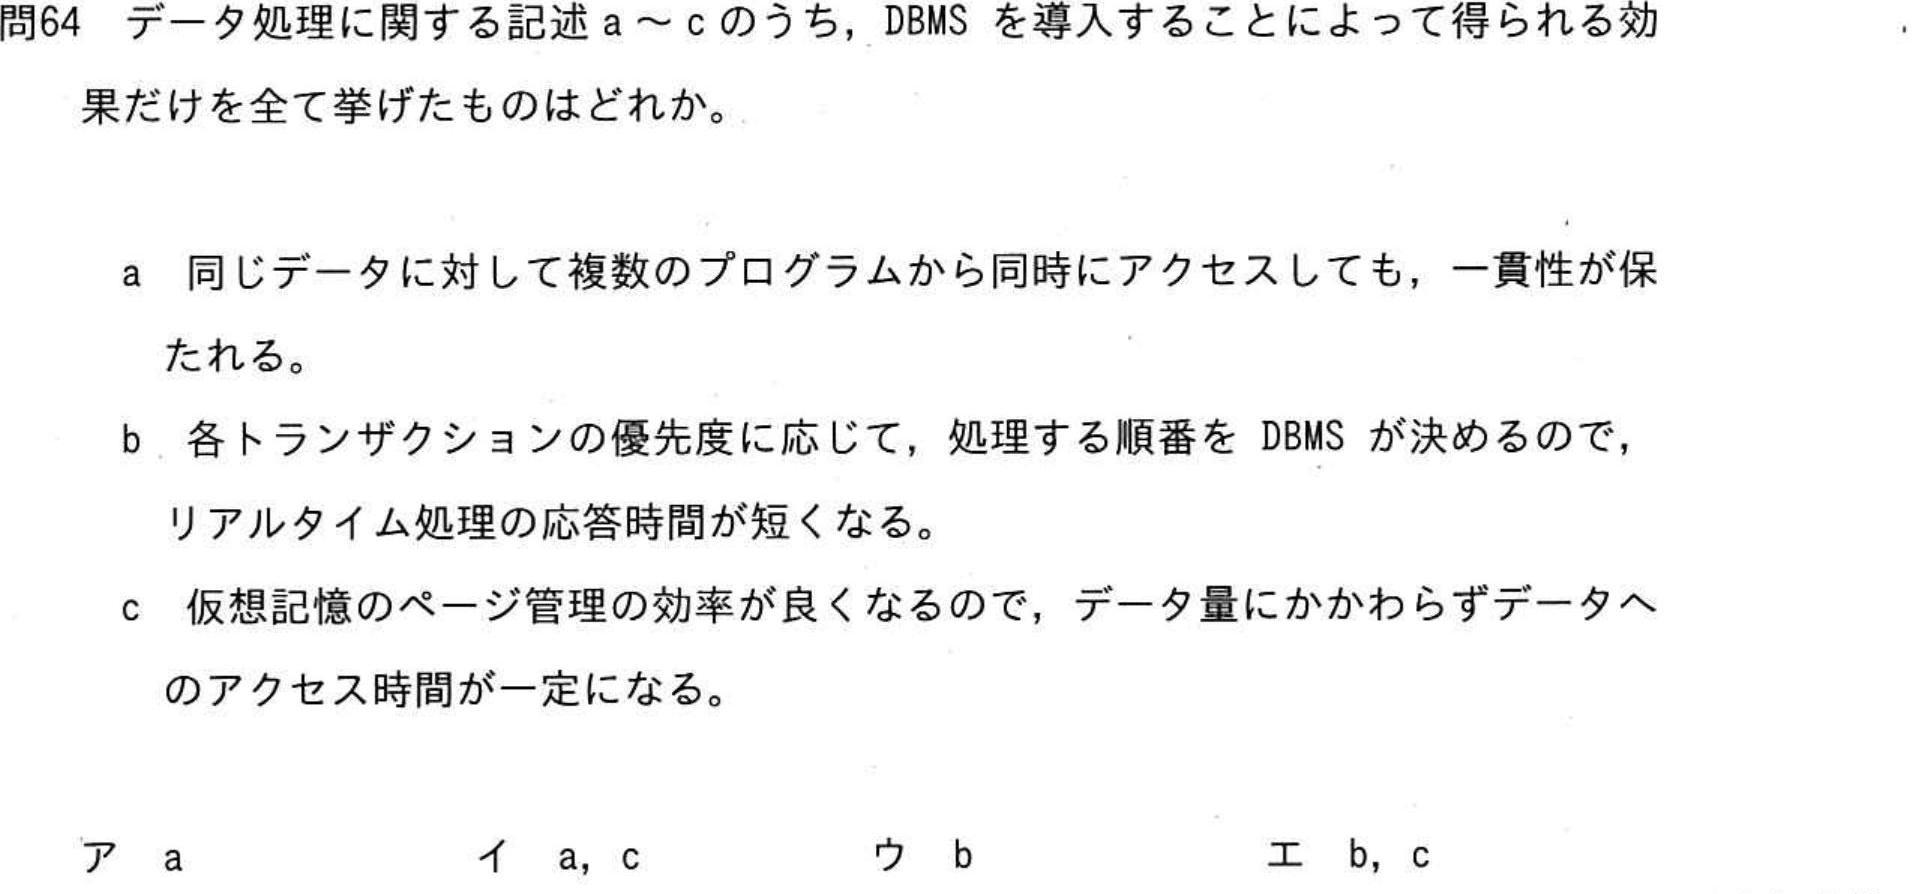 問64 データ処理に関する記述 a ～ c のうち，DBMS を導入することによって得られる効
果だけを全て挙げたものはどれか。
a 同じデータに対して複数のプログラムから同時にアクセスしても，一貫性が保
たれる。
b 各トランザクションの優先度に応じて，処理する順番を DBMS が決めるので，
リアルタイム処理の応答時間が短くなる。
c 仮想記憶のページ管理の効率が良くなるので，データ量にかかわらずデータへ
のアクセス時間が一定になる。
ア a イ a，c ウ b エ b，c